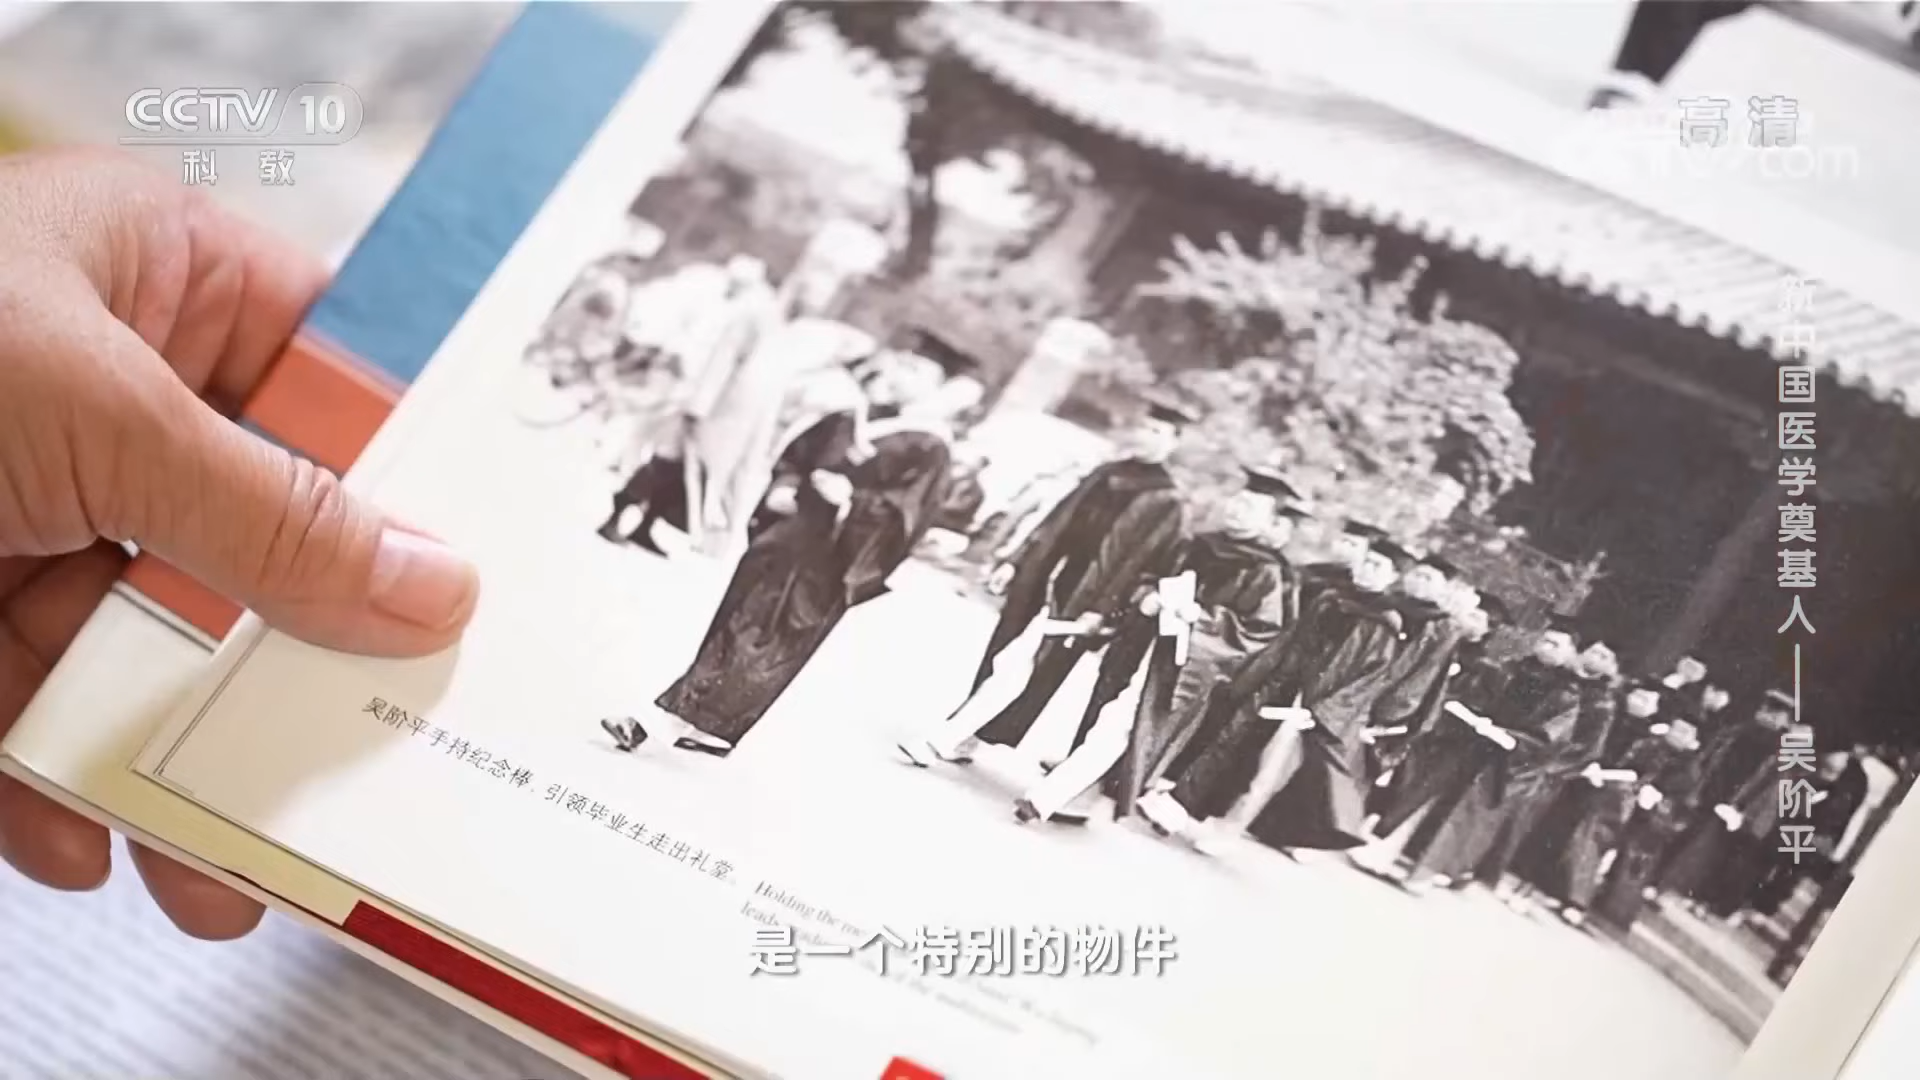 CCTV 10
科 教
高清
com
新中国医学奠基人——吴阶平
吴阶平手持纪念棒，引领毕业生走出礼堂。
Holding the
是一个特别的物件